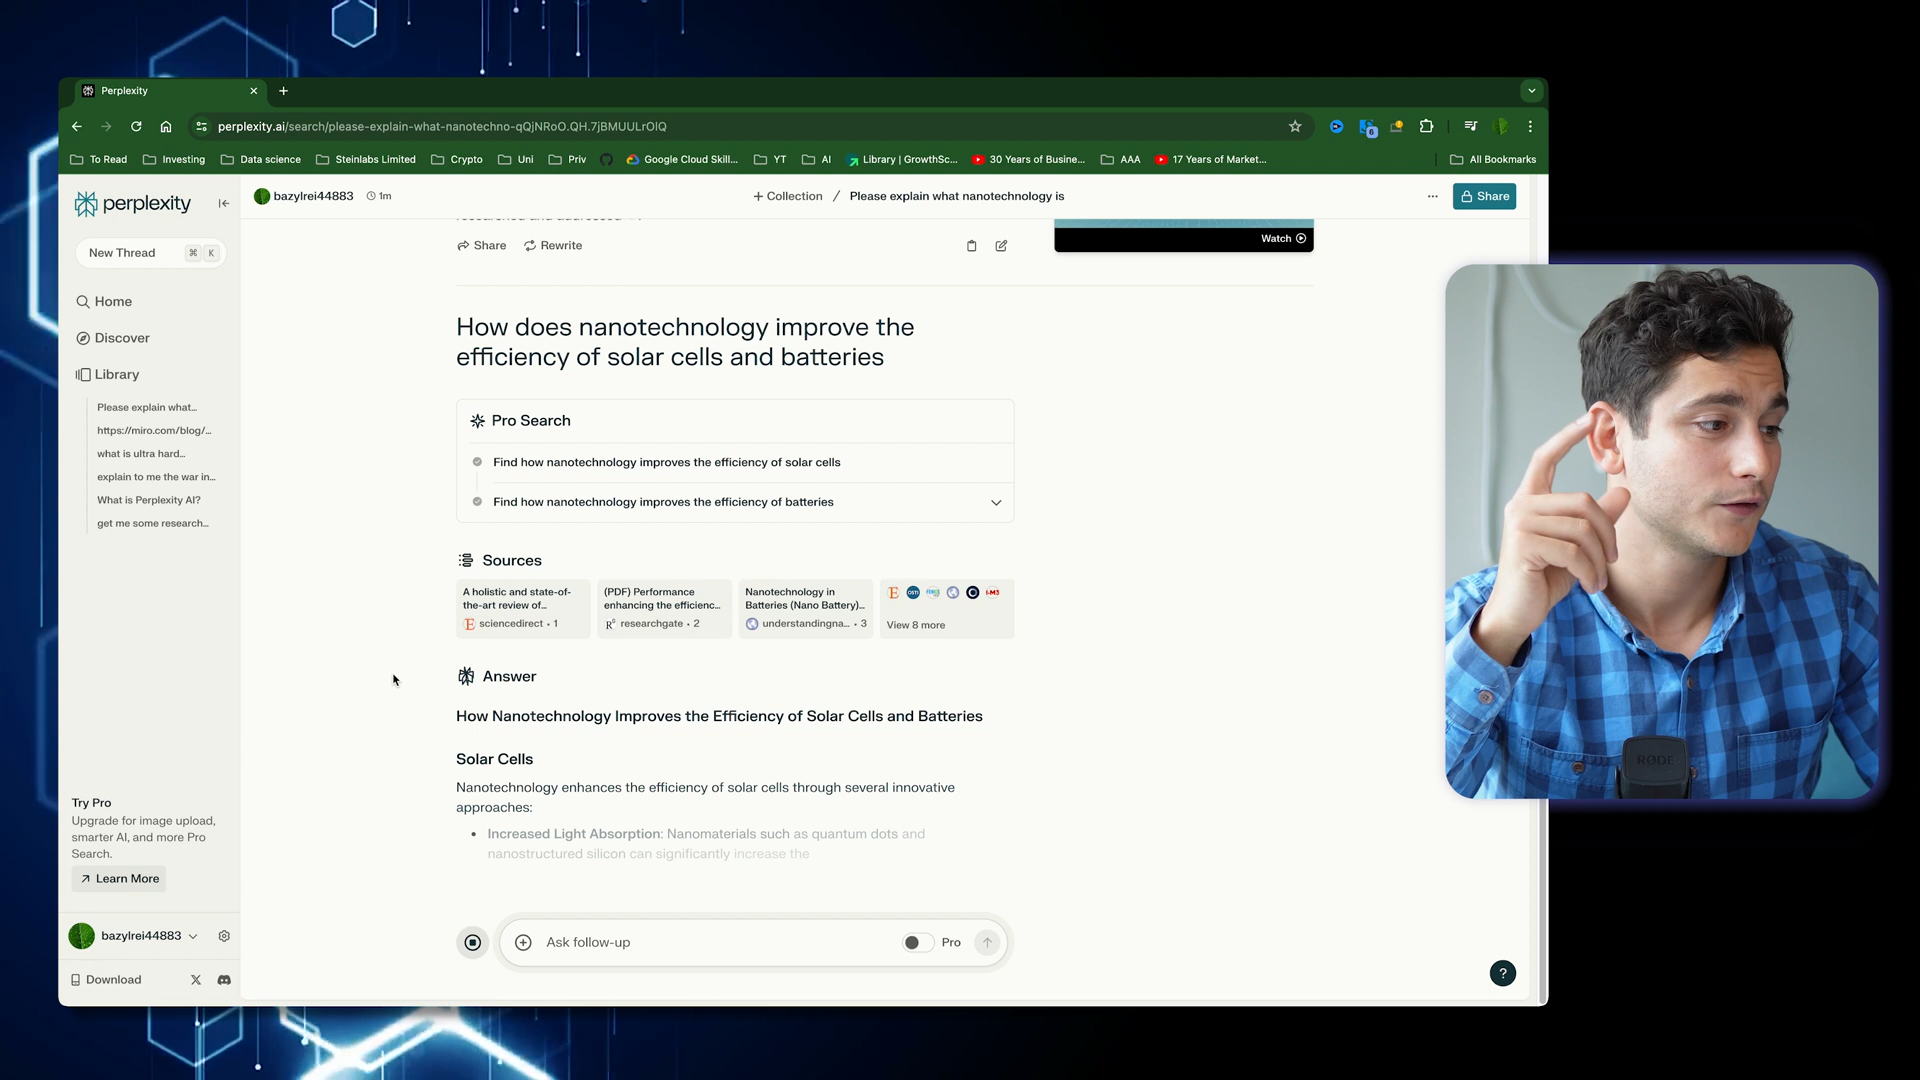 Perplexity
perplexity.ai/search/please-explain-what-nanotechno-qQjNRoO.QH.7jBMUULrOIQ
To Read
Investing
Data science
Steinlabs Limited
Crypto
Uni
Priv
Google Cloud Skill...
YT
AI
Library | GrowthSc...
30 Years of Busine...
AAA
17 Years of Market...
All Bookmarks
perplexity
bazylrei44883
1m
+ Collection / Please explain what nanotechnology is
Share
New Thread
⌘ K
Home
Discover
Library
Please explain what...
https://miro.com/blog/...
what is ultra hard...
explain to me the war in...
What is Perplexity AI?
get me some research...
Share
Rewrite
Watch
How does nanotechnology improve the
efficiency of solar cells and batteries
Pro Search
Find how nanotechnology improves the efficiency of solar cells
Find how nanotechnology improves the efficiency of batteries
Sources
A holistic and state-of-
the-art review of...
sciencedirect • 1
(PDF) Performance
enhancing the efficienc...
researchgate • 2
Nanotechnology in
Batteries (Nano Battery)...
understandingna... • 3
View 8 more
Answer
How Nanotechnology Improves the Efficiency of Solar Cells and Batteries
Solar Cells
Nanotechnology enhances the efficiency of solar cells through several innovative
approaches:
• Increased Light Absorption: Nanomaterials such as quantum dots and
nanostructured silicon can significantly increase the
Try Pro
Upgrade for image upload,
smarter AI, and more Pro
Search.
Learn More
bazylrei44883
Download
Ask follow-up
Pro
?
RØDE